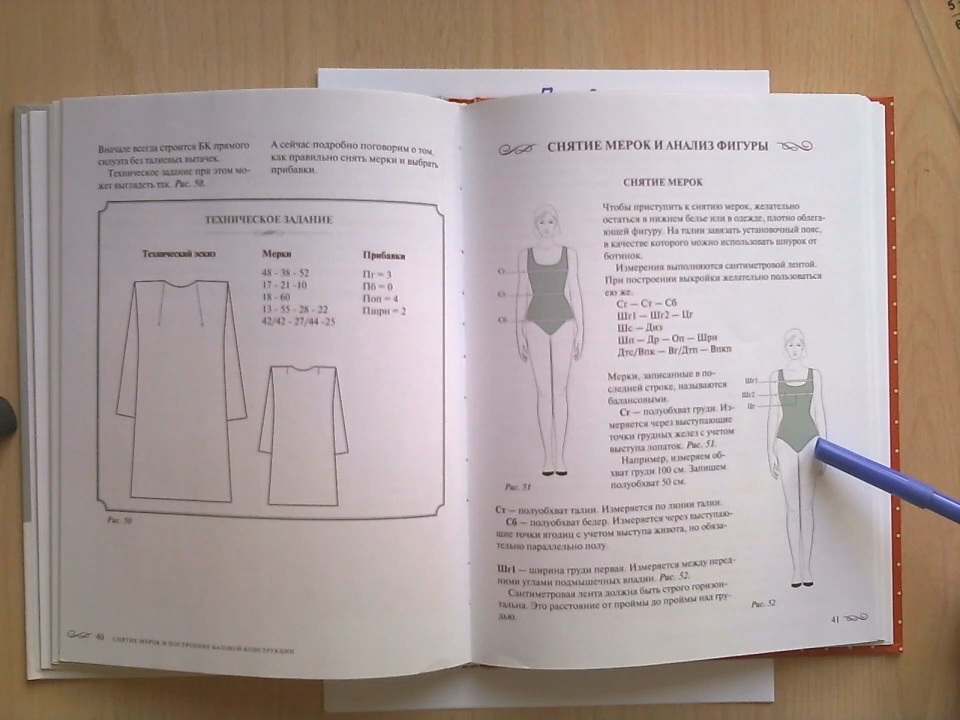 Вначале всегда строится БК прямого
силуэта без талиевых вытачек.
Техническое задание при этом мо-
жет выглядеть так. Рис. 50.
А сейчас подробно поговорим о том,
как правильно снять мерки и выбрать
прибавки.
ТЕХНИЧЕСКОЕ ЗАДАНИЕ
Технический эскиз
Мерки
48 - 38 - 52
17 - 21 -10
18 - 60
13 - 55 - 28 - 22
42/42 - 27/44 -25
Прибавки
Пг = 3
Пб = 0
Поп = 4
Пшри = 2
Рис. 50
40 СНЯТИЕ МЕРОК И ПОСТРОЕНИЕ БАЗОВОЙ КОНСТРУКЦИИ
СНЯТИЕ МЕРОК И АНАЛИЗ ФИГУРЫ
СНЯТИЕ МЕРОК
Чтобы приступить к снятию мерок, желательно
остаться в нижнем белье или в одежде, плотно облега-
ющей фигуру. На талии завязать установочный пояс,
в качестве которого можно использовать шнурок от
ботинок.
Измерения выполняются сантиметровой лентой.
При построении выкройки желательно пользоваться
ею же.
Сг — Ст — Сб
Шг1 — Шг2 — Цг
Шс — Диз
Шп — Др — Оп — Шри
Дтс/Впк — Вг/Дтп — Впкп
Мерки, записанные в по-
следней строке, называются
балансовыми.
Сг — полуобхват груди. Из-
меряется через выступающие
точки грудных желез с учетом
выступа лопаток. Рис. 51.
Например, измеряем об-
хват груди 100 см. Запишем
полуобхват 50 см.
Сг
Ст
Сб
Рис. 51
Шг1
Шг2
Цг
Рис. 52
Ст — полуобхват талии. Измеряется по линии талии.
Сб — полуобхват бедер. Измеряется через выступаю-
щие точки ягодиц с учетом выступа живота, но обяза-
тельно параллельно полу.
Шг1 — ширина груди первая. Измеряется между перед-
ними углами подмышечных впадин. Рис. 52.
Сантиметровая лента должна быть строго горизон-
тальна. Это расстояние от проймы до проймы над гру-
дью.
41